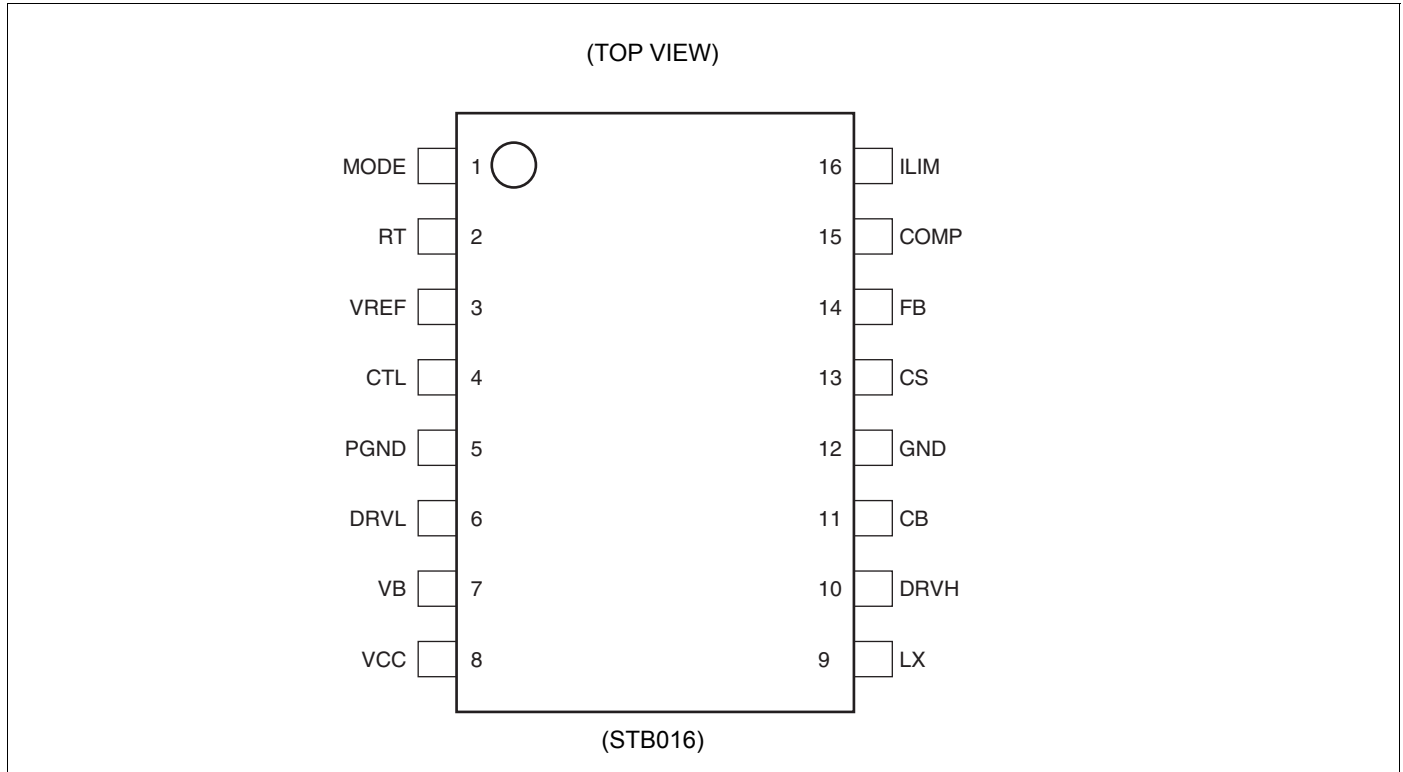 (TOP VIEW)
MODE 1 16 ILIM
RT 2 15 COMP
VREF 3 14 FB
CTL 4 13 CS
PGND 5 12 GND
DRVL 6 11 CB
VB 7 10 DRVH
VCC 8 9 LX
(STB016)